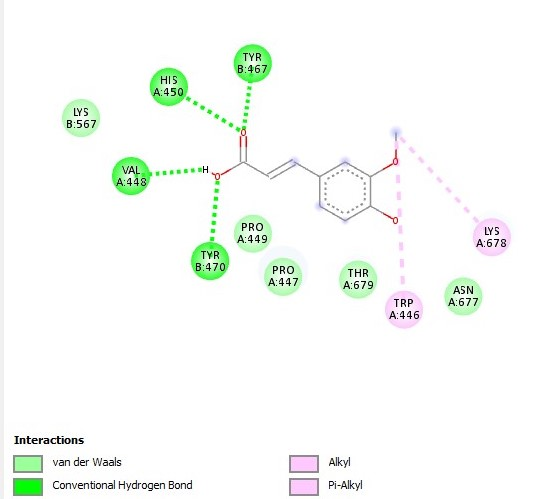 TYR
B:467
HIS
A:450
LYS
B:567
O
VAL
A:448
H
O
O
TYR
B:470
PRO
A:449
O
LYS
A:678
PRO
A:447
THR
A:679
TRP
A:446
ASN
A:677
Interactions
van der Waals
Alkyl
Conventional Hydrogen Bond
Pi-Alkyl